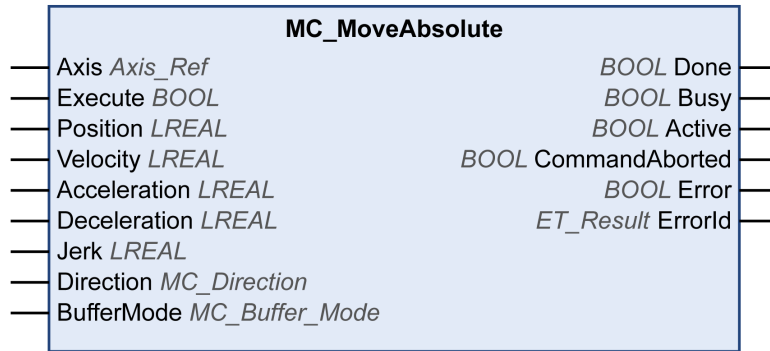 MC_MoveAbsolute
Axis Axis_Ref BOOL Done
Execute BOOL BOOL Busy
Position LREAL BOOL Active
Velocity LREAL BOOL CommandAborted
Acceleration LREAL BOOL Error
Deceleration LREAL ET_Result ErrorId
Jerk LREAL
Direction MC_Direction
BufferMode MC_Buffer_Mode